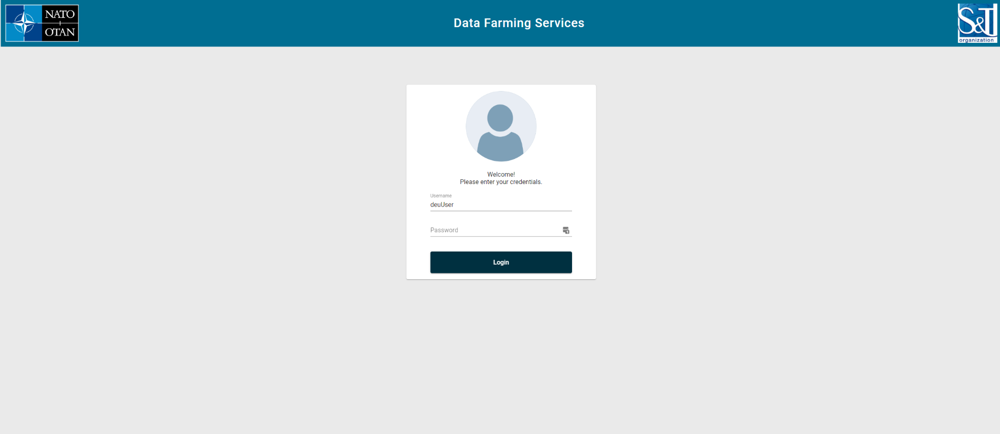 NATO
OTAN
Data Farming Services
S&T
organization
Welcome!
Please enter your credentials.
Username
deuUser
Password
Login